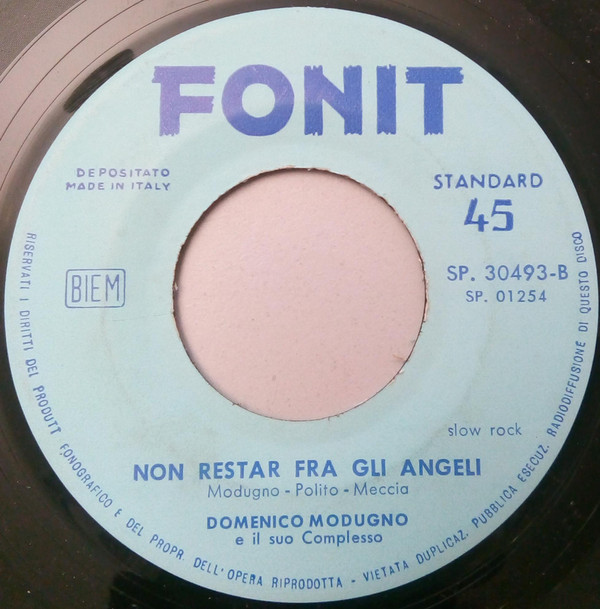 FONIT
DEPOSITATO
MADE IN ITALY
STANDARD
45
BIEM
SP. 30493-B
SP. 01254
slow rock
NON RESTAR FRA GLI ANGELI
Modugno - Polito - Meccia
DOMENICO MODUGNO
e il suo Complesso
RISERVATI I DIRITTI DEL PRODUTT FONOGRAFICO E DEL PROPR. DELL'OPERA RIPRODOTTA - VIETATA DUPLICAZ. PUBBLICA ESECUZ. RADIODIFFUSIONE DI QUESTO DISCO